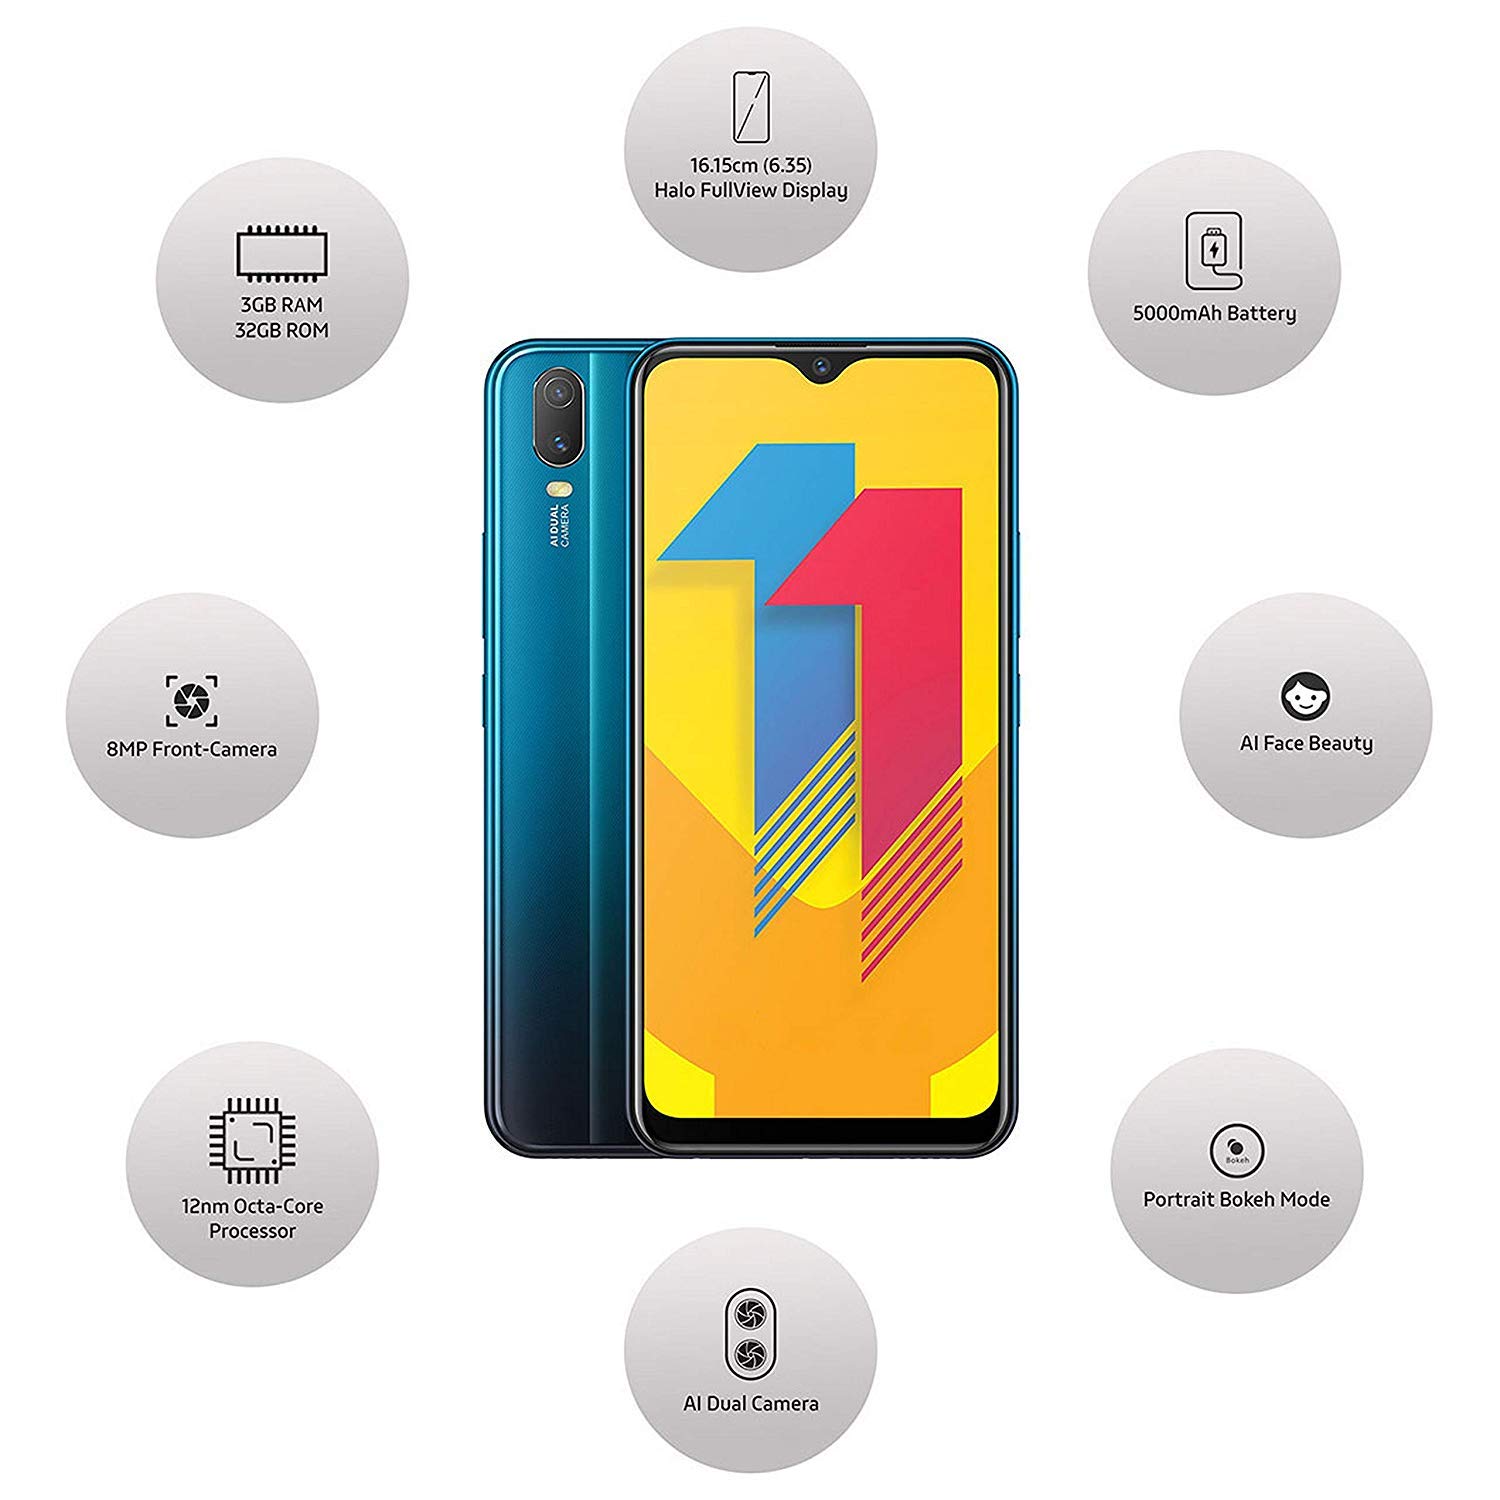 16.15cm (6.35)
Halo FullView Display
3GB RAM
32GB ROM
5000mAh Battery
AI DUAL
CAMERA
11
8MP Front-Camera
AI Face Beauty
12nm Octa-Core
Processor
Bokeh
Portrait Bokeh Mode
AI Dual Camera